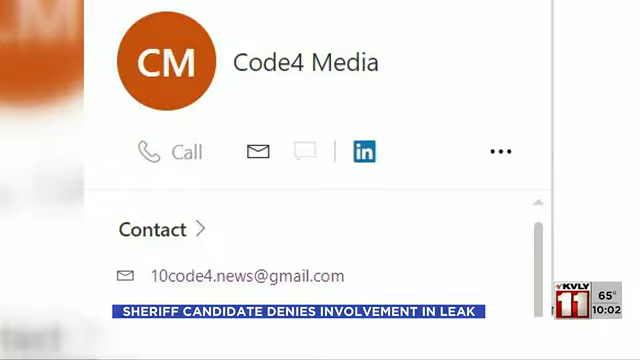 CM
Code4 Media
Call
in
...
Contact
10code4.news@gmail.com
SHERIFF CANDIDATE DENIES INVOLVEMENT IN LEAK
KVLY
11
65°
10:02